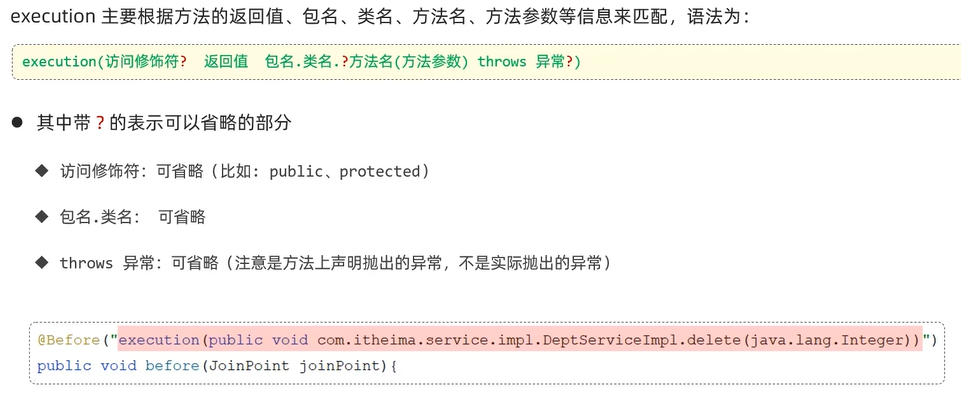 execution 主要根据方法的返回值、包名、类名、方法名、方法参数等信息来匹配，语法为：
execution(访问修饰符?  返回值  包名.类名.?方法名(方法参数) throws 异常?)
● 其中带 ? 的表示可以省略的部分
◆ 访问修饰符：可省略（比如: public、protected）
◆ 包名.类名： 可省略
◆ throws 异常：可省略（注意是方法上声明抛出的异常，不是实际抛出的异常）
@Before("execution(public void com.itheima.service.impl.DeptServiceImpl.delete(java.lang.Integer))")
public void before(JoinPoint joinPoint){